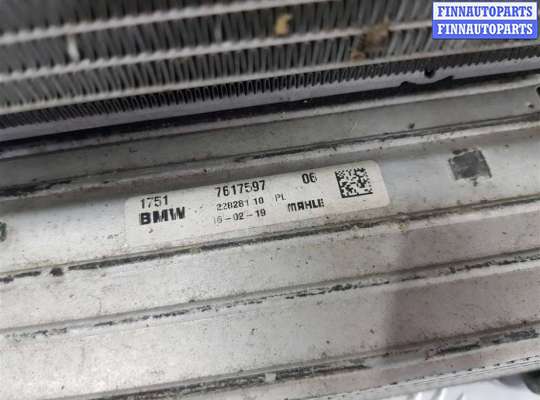 FINNAUTOPARTS
FINNAUTOPARTS
1751 7617597 06
BMW 228281 10 PL
16-02-19 MAHLE